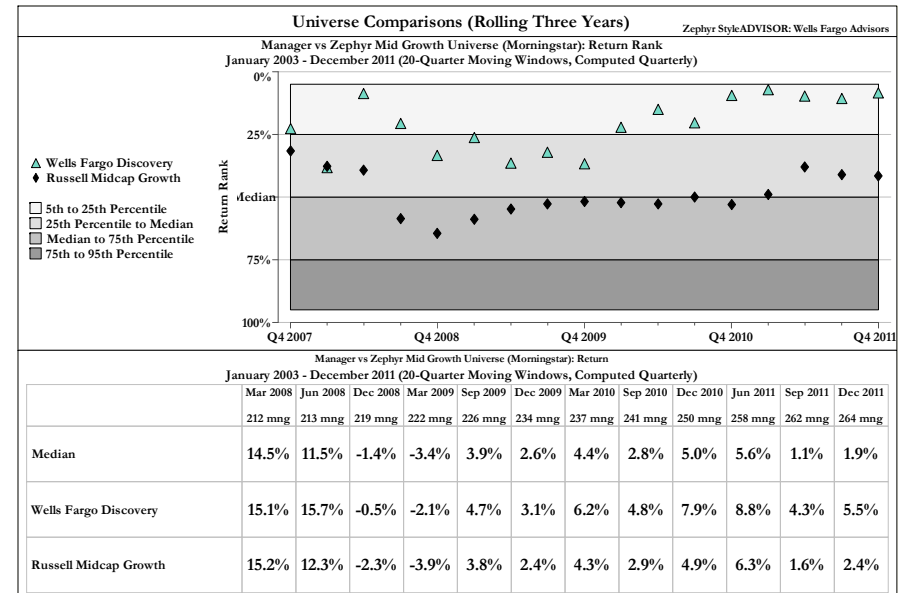 Universe Comparisons (Rolling Three Years)
Zephyr StyleADVISOR: Wells Fargo Advisors
Manager vs Zephyr Mid Growth Universe (Morningstar): Return Rank
January 2003 - December 2011 (20-Quarter Moving Windows, Computed Quarterly)
Wells Fargo Discovery
Russell Midcap Growth
5th to 25th Percentile
25th Percentile to Median
Median to 75th Percentile
75th to 95th Percentile
Return Rank
0%
25%
Median
75%
100%
Q4 2007 Q4 2008 Q4 2009 Q4 2010 Q4 2011
Manager vs Zephyr Mid Growth Universe (Morningstar): Return
January 2003 - December 2011 (20-Quarter Moving Windows, Computed Quarterly)
Mar 2008 Jun 2008 Dec 2008 Mar 2009 Sep 2009 Dec 2009 Mar 2010 Sep 2010 Dec 2010 Jun 2011 Sep 2011 Dec 2011
212 mng 213 mng 219 mng 222 mng 226 mng 234 mng 237 mng 241 mng 250 mng 258 mng 262 mng 264 mng
Median 14.5% 11.5% -1.4% -3.4% 3.9% 2.6% 4.4% 2.8% 5.0% 5.6% 1.1% 1.9%
Wells Fargo Discovery 15.1% 15.7% -0.5% -2.1% 4.7% 3.1% 6.2% 4.8% 7.9% 8.8% 4.3% 5.5%
Russell Midcap Growth 15.2% 12.3% -2.3% -3.9% 3.8% 2.4% 4.3% 2.9% 4.9% 6.3% 1.6% 2.4%